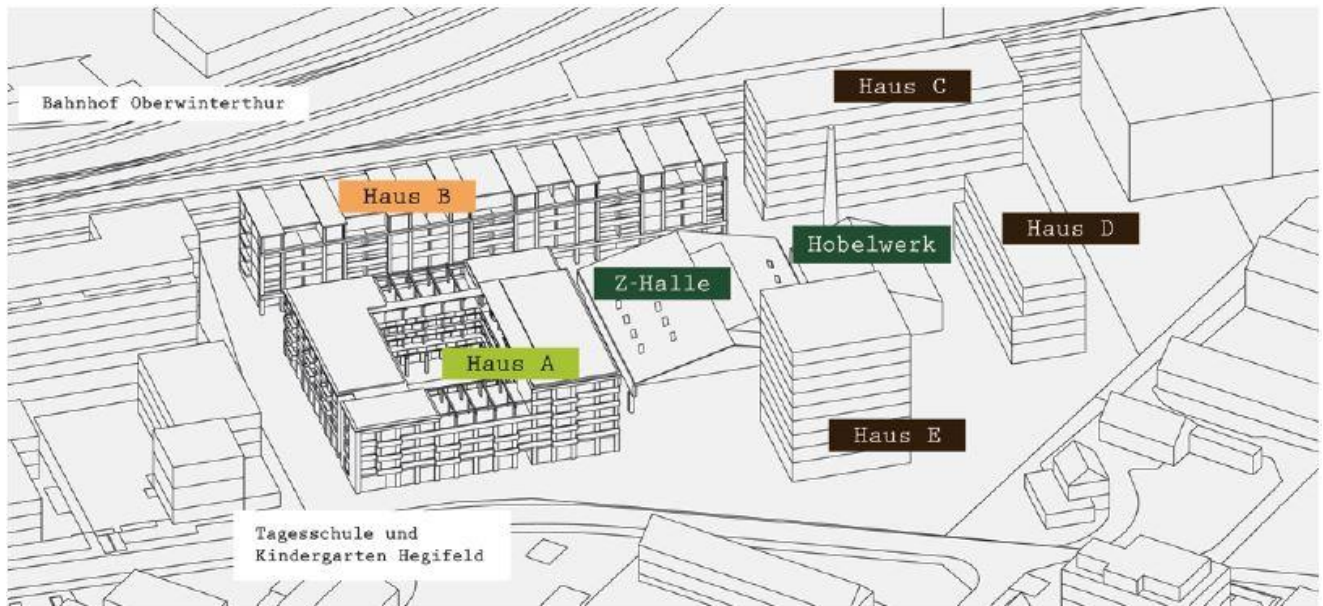 Bahnhof Oberwinterthur
Haus C
Haus B
Haus D
Hobelwerk
Z-Halle
Haus A
Haus E
Tagesschule und
Kindergarten Hegifeld